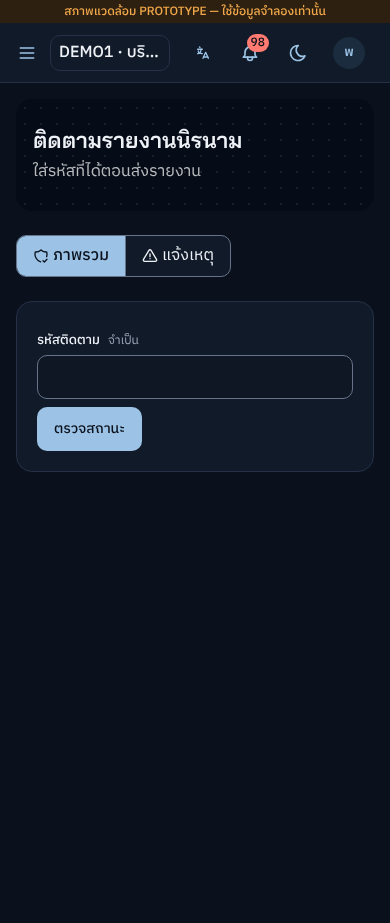 สภาพแวดล้อม PROTOTYPE — ใช้ข้อมูลจำลองเท่านั้น
DEMO1 · บริ...
98
พ
ติดตามรายงานนิรนาม
ใส่รหัสที่ได้ตอนส่งรายงาน
ภาพรวม
แจ้งเหตุ
รหัสติดตาม จำเป็น
ตรวจสถานะ